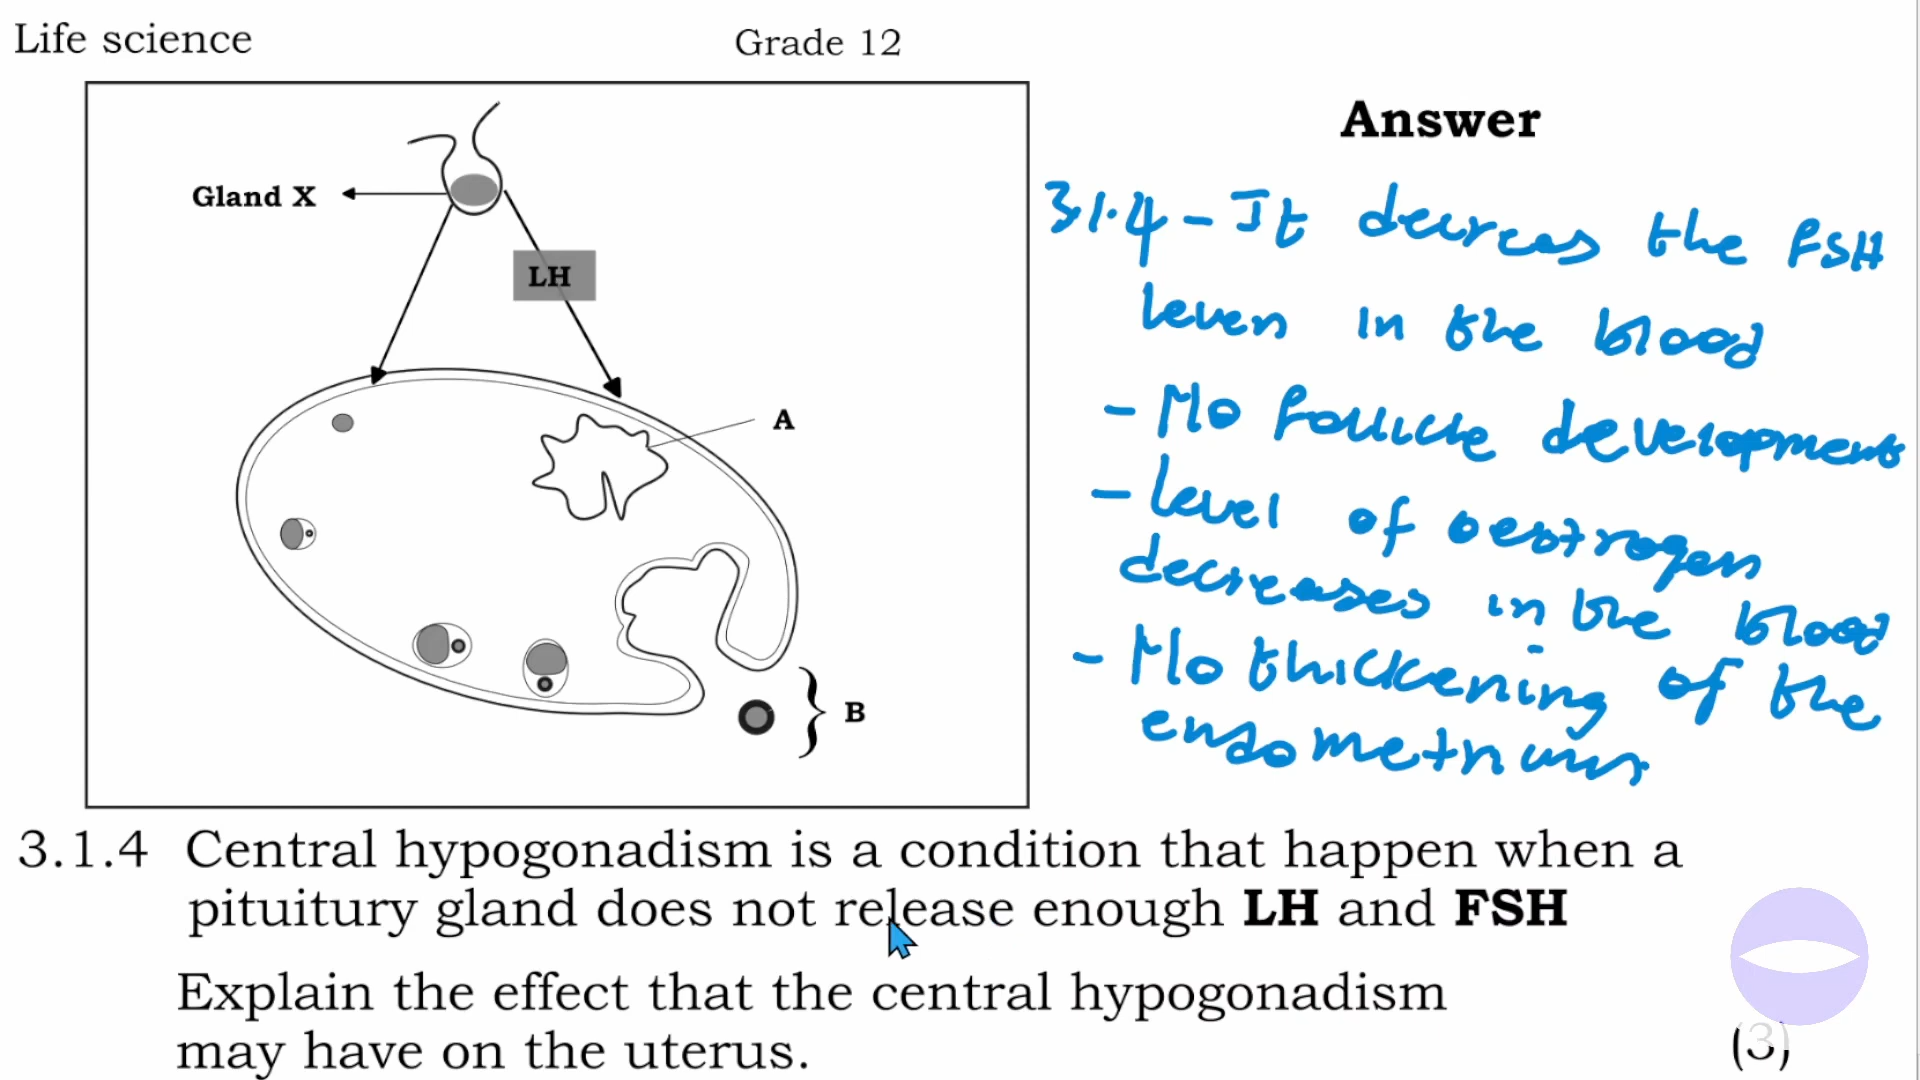 Life science
Grade 12
Gland X
LH
A
B
Answer
3.1.4 - It decreas the FSH
leven in the blood
- No follicle development
- level of oestrogen
decreases in the blood
- No thickening of the
endometrium
3.1.4 Central hypogonadism is a condition that happen when a
pituitury gland does not release enough LH and FSH
Explain the effect that the central hypogonadism
may have on the uterus.
(3)